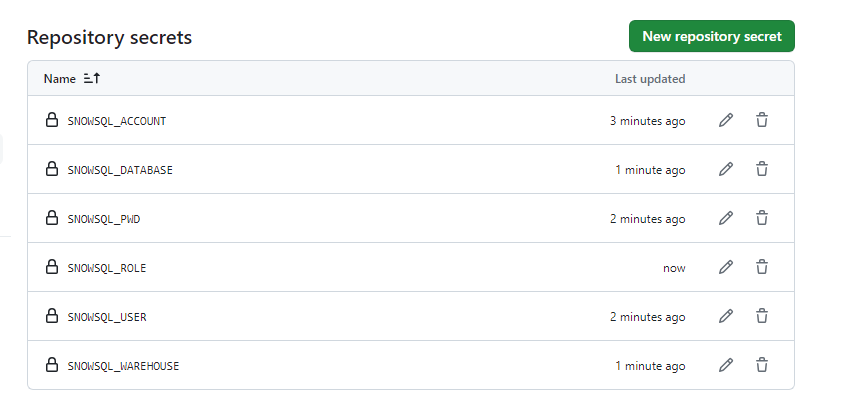 Repository secrets
New repository secret
Name
Last updated
SNOWSQL_ACCOUNT 3 minutes ago
SNOWSQL_DATABASE 1 minute ago
SNOWSQL_PWD 2 minutes ago
SNOWSQL_ROLE now
SNOWSQL_USER 2 minutes ago
SNOWSQL_WAREHOUSE 1 minute ago